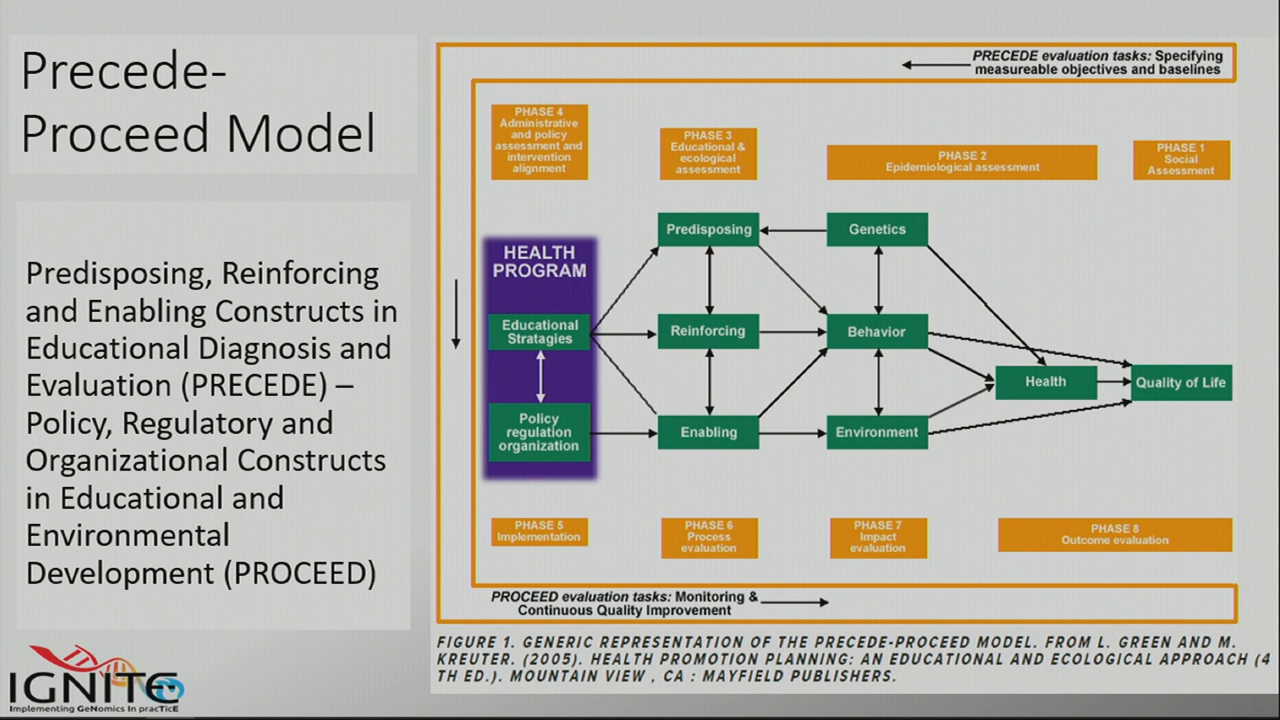 Precede-
Proceed Model
Predisposing, Reinforcing
and Enabling Constructs in
Educational Diagnosis and
Evaluation (PRECEDE) –
Policy, Regulatory and
Organizational Constructs
in Educational and
Environmental
Development (PROCEED)
IGNITE
Implementing GeNomics In pracTicE
PRECEDE evaluation tasks: Specifying
measureable objectives and baselines
PHASE 4
Administrative
and policy
assessment and
intervention
alignment
PHASE 3
Educational &
ecological
assessment
PHASE 2
Epidemiological assessment
PHASE 1
Social
Assessment
HEALTH
PROGRAM
Educational
Stratagies
Policy
regulation
organization
Predisposing
Reinforcing
Enabling
Genetics
Behavior
Environment
Health
Quality of Life
PHASE 5
Implementation
PHASE 6
Process
evaluation
PHASE 7
Impact
evaluation
PHASE 8
Outcome evaluation
PROCEED evaluation tasks: Monitoring &
Continuous Quality Improvement
FIGURE 1. GENERIC REPRESENTATION OF THE PRECEDE-PROCEED MODEL. FROM L. GREEN AND M.
KREUTER. (2005). HEALTH PROMOTION PLANNING: AN EDUCATIONAL AND ECOLOGICAL APPROACH (4
TH ED.). MOUNTAIN VIEW , CA : MAYFIELD PUBLISHERS.